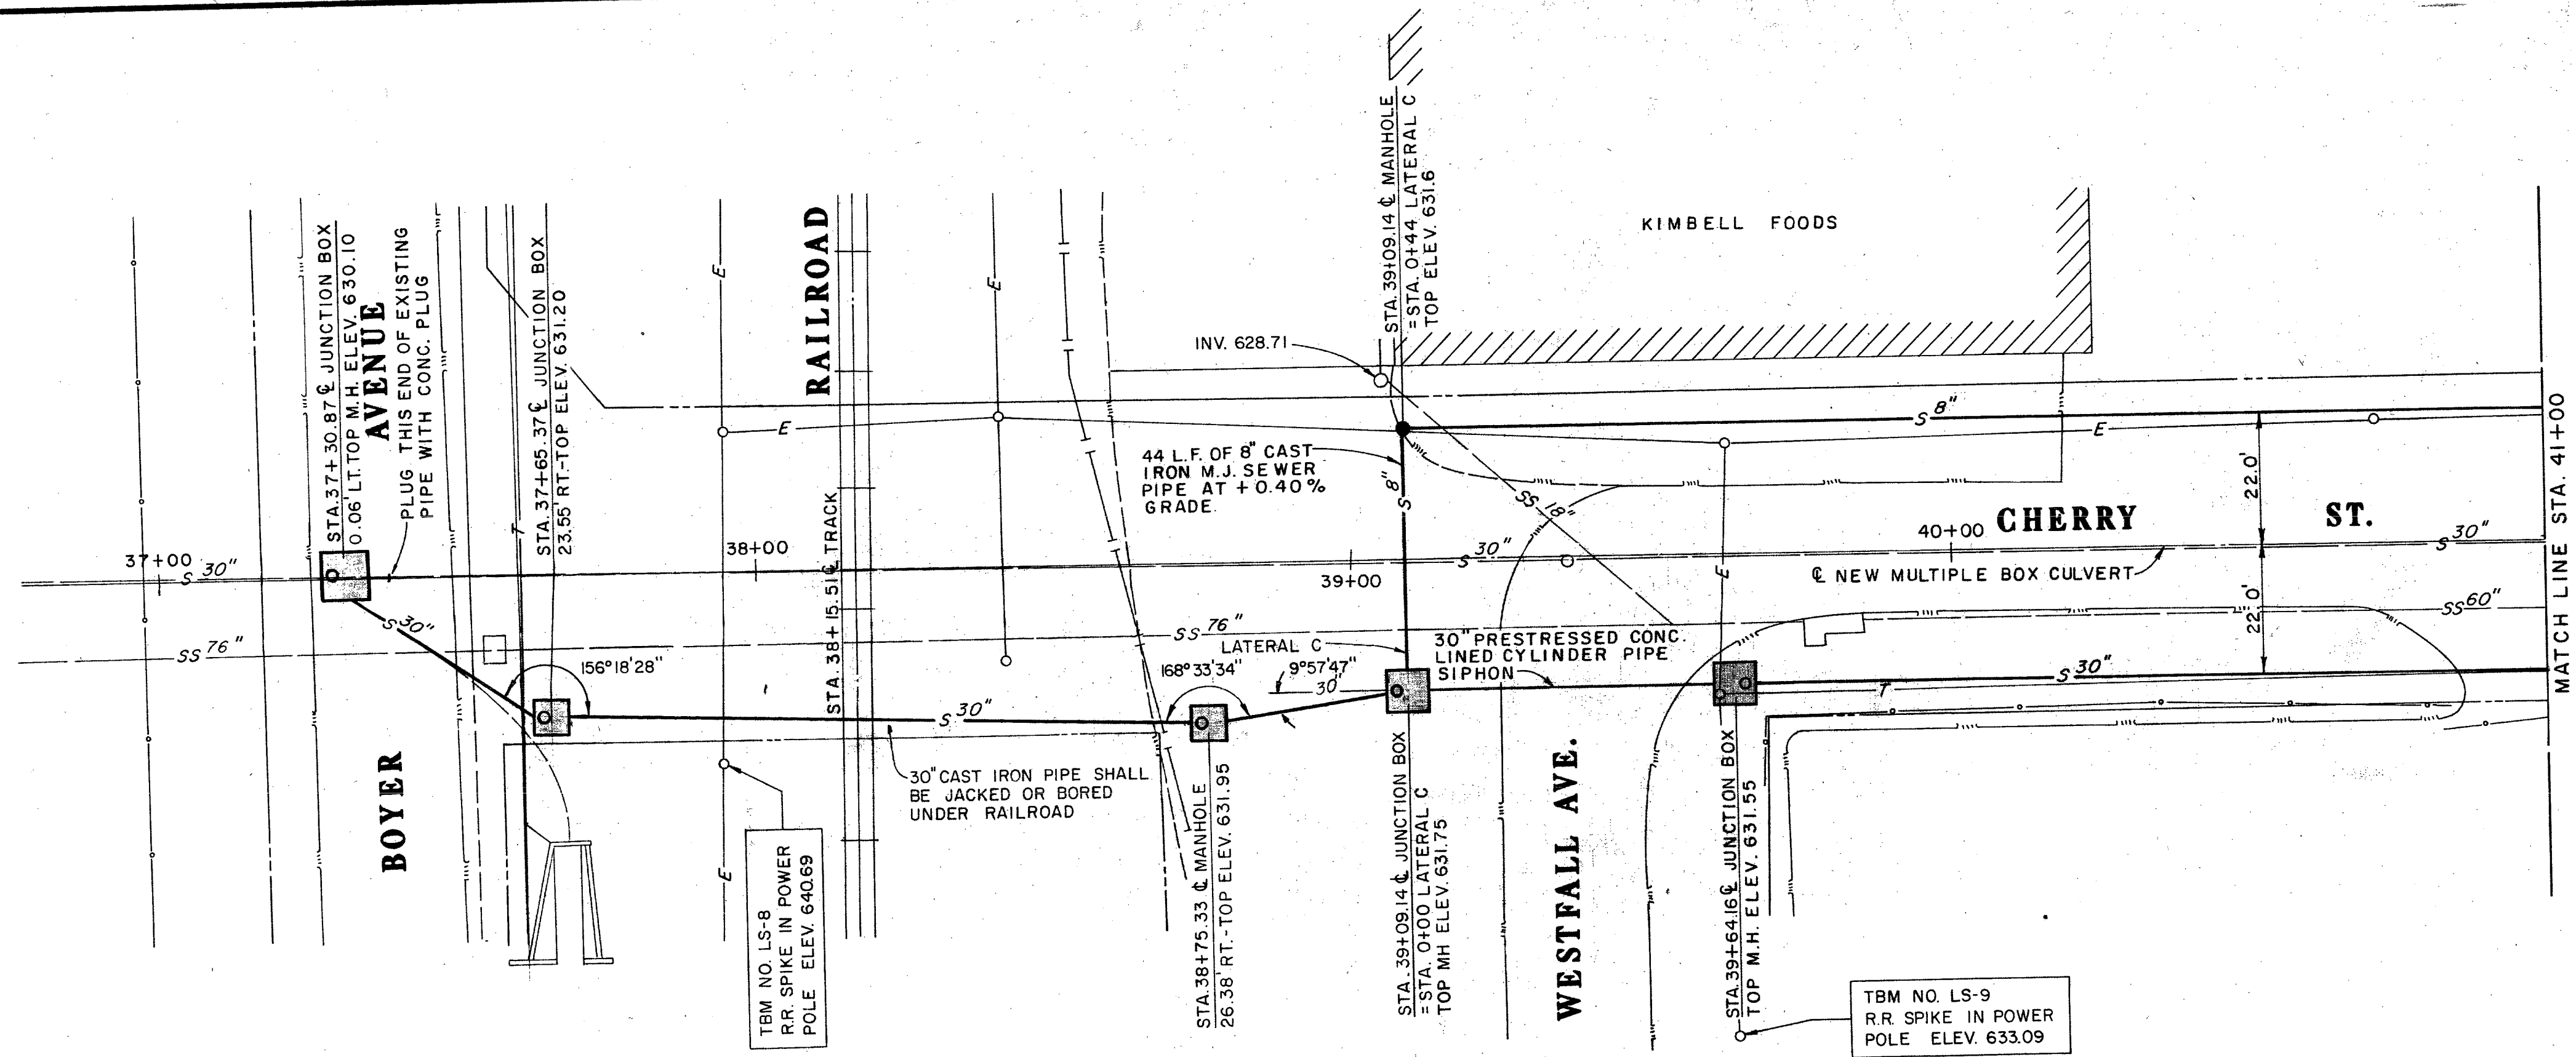 STA. 37+30.87 ℄ JUNCTION BOX
0.06' LT. TOP M.H. ELEV. 630.10
AVENUE
PLUG THIS END OF EXISTING
PIPE WITH CONC. PLUG
STA. 37+65.37 ℄ JUNCTION BOX
23.55' RT.-TOP ELEV. 631.20
RAILROAD
STA. 38+15.51 ℄ TRACK
E
E
E
INV. 628.71
STA. 39+09.14 ℄ MANHOLE
= STA. 0+44 LATERAL C
TOP ELEV. 631.6
KIMBELL FOODS
44 L.F. OF 8" CAST
IRON M.J. SEWER
PIPE AT + 0.40%
GRADE.
S 8"
S 8"
E
SS 18"
22.0'
22.0'
CHERRY ST.
MATCH LINE STA. 41+00
37+00
38+00
39+00
40+00
S 30"
S 30"
S 30"
℄ NEW MULTIPLE BOX CULVERT
T
E
S 30"
SS 76"
SS 76"
SS 60"
LATERAL C
30" PRESTRESSED CONC.
LINED CYLINDER PIPE
SIPHON
156°18'28"
168°33'34"
9°57'47"
30"
S 30"
S 30"
T
BOYER
30" CAST IRON PIPE SHALL
BE JACKED OR BORED
UNDER RAILROAD
E
TBM NO. LS-8
R.R. SPIKE IN POWER
POLE ELEV. 640.69
STA. 38+75.33 ℄ MANHOLE
26.38' RT.-TOP ELEV. 631.95
STA. 39+09.14 ℄ JUNCTION BOX
= STA. 0+00 LATERAL C
TOP MH ELEV. 631.75
WESTFALL AVE.
STA. 39+64.16 ℄ JUNCTION BOX
TOP M.H. ELEV. 631.55
TBM NO. LS-9
R.R. SPIKE IN POWER
POLE ELEV. 633.09